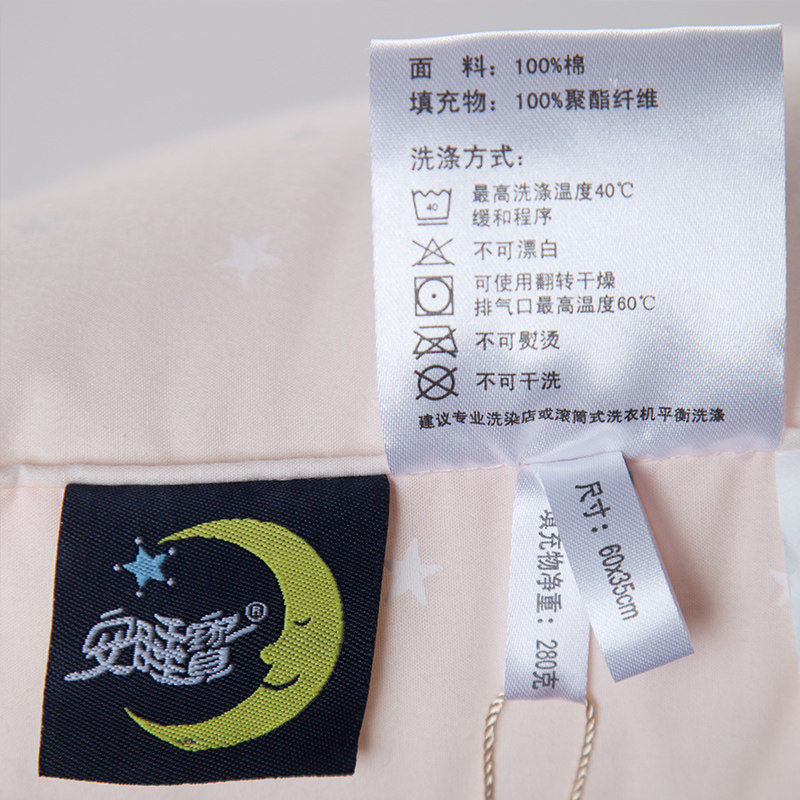 面 料：100%棉
填充物：100%聚酯纤维
洗涤方式：
40
最高洗涤温度40℃
缓和程序
不可漂白
可使用翻转干燥
排气口最高温度60℃
不可熨烫
不可干洗
建议专业洗染店或滚筒式洗衣机平衡洗涤
安睡寶®
填充物净重：280克
尺寸：60x35cm